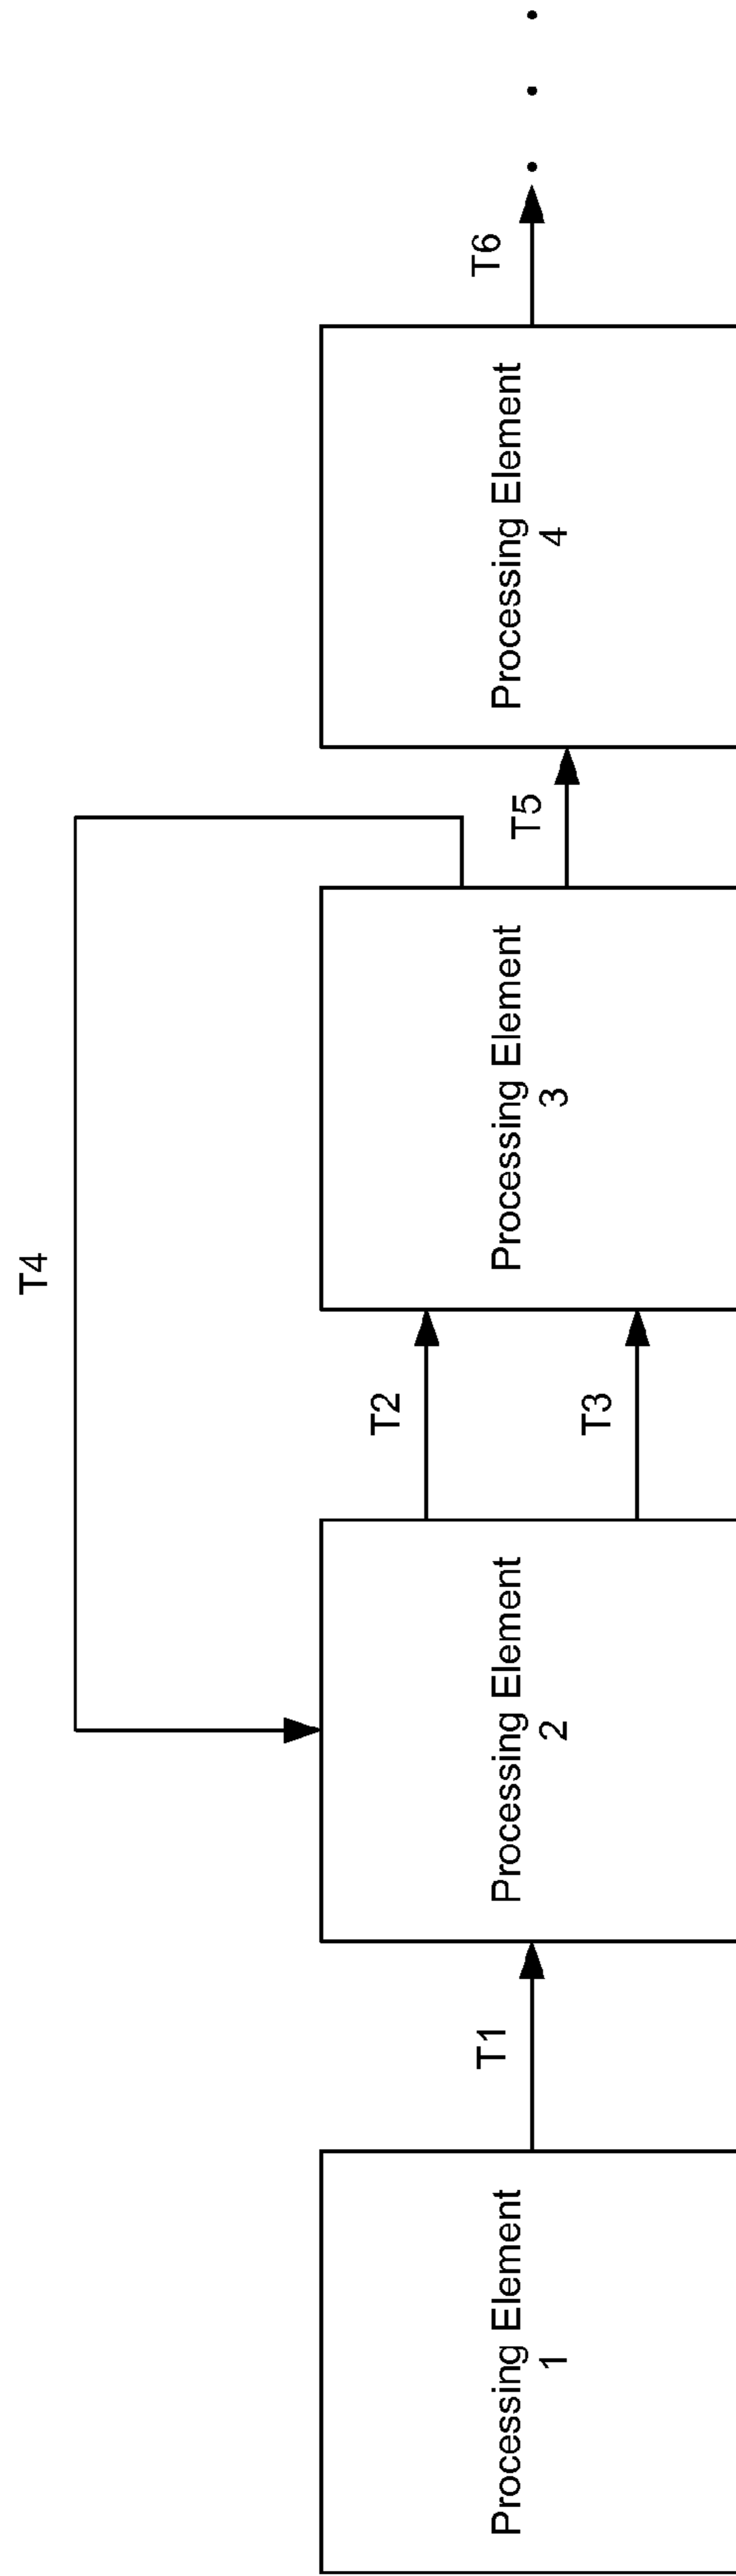 T4
Processing Element
1
T1
Processing Element
2
T2
T3
Processing Element
3
T5
Processing Element
4
T6